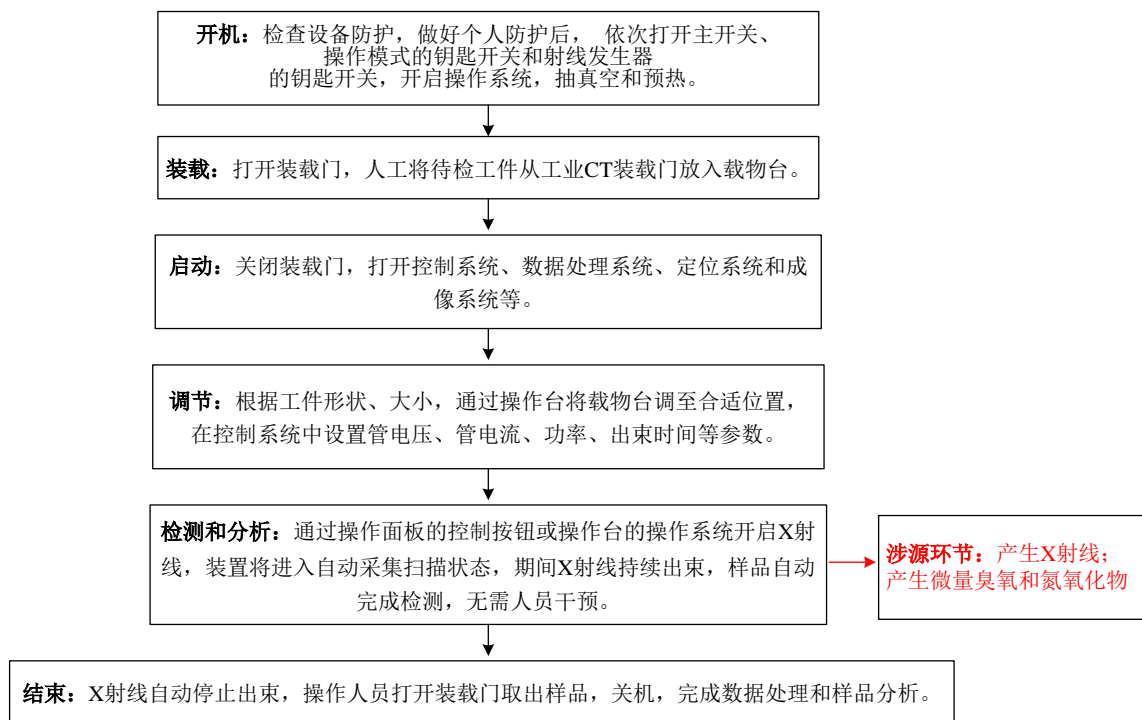 开机：检查设备防护，做好个人防护后， 依次打开主开关、
操作模式的钥匙开关和射线发生器
的钥匙开关，开启操作系统，抽真空和预热。
装载：打开装载门，人工将待检工件从工业CT装载门放入载物台。
启动：关闭装载门，打开控制系统、数据处理系统、定位系统和成
像系统等。
调节：根据工件形状、大小，通过操作台将载物台调至合适位置，
在控制系统中设置管电压、管电流、功率、出束时间等参数。
检测和分析：通过操作面板的控制按钮或操作台的操作系统开启X射
线，装置将进入自动采集扫描状态，期间X射线持续出束，样品自动
完成检测，无需人员干预。
涉源环节：产生X射线；
产生微量臭氧和氮氧化物
结束：X射线自动停止出束，操作人员打开装载门取出样品，关机，完成数据处理和样品分析。